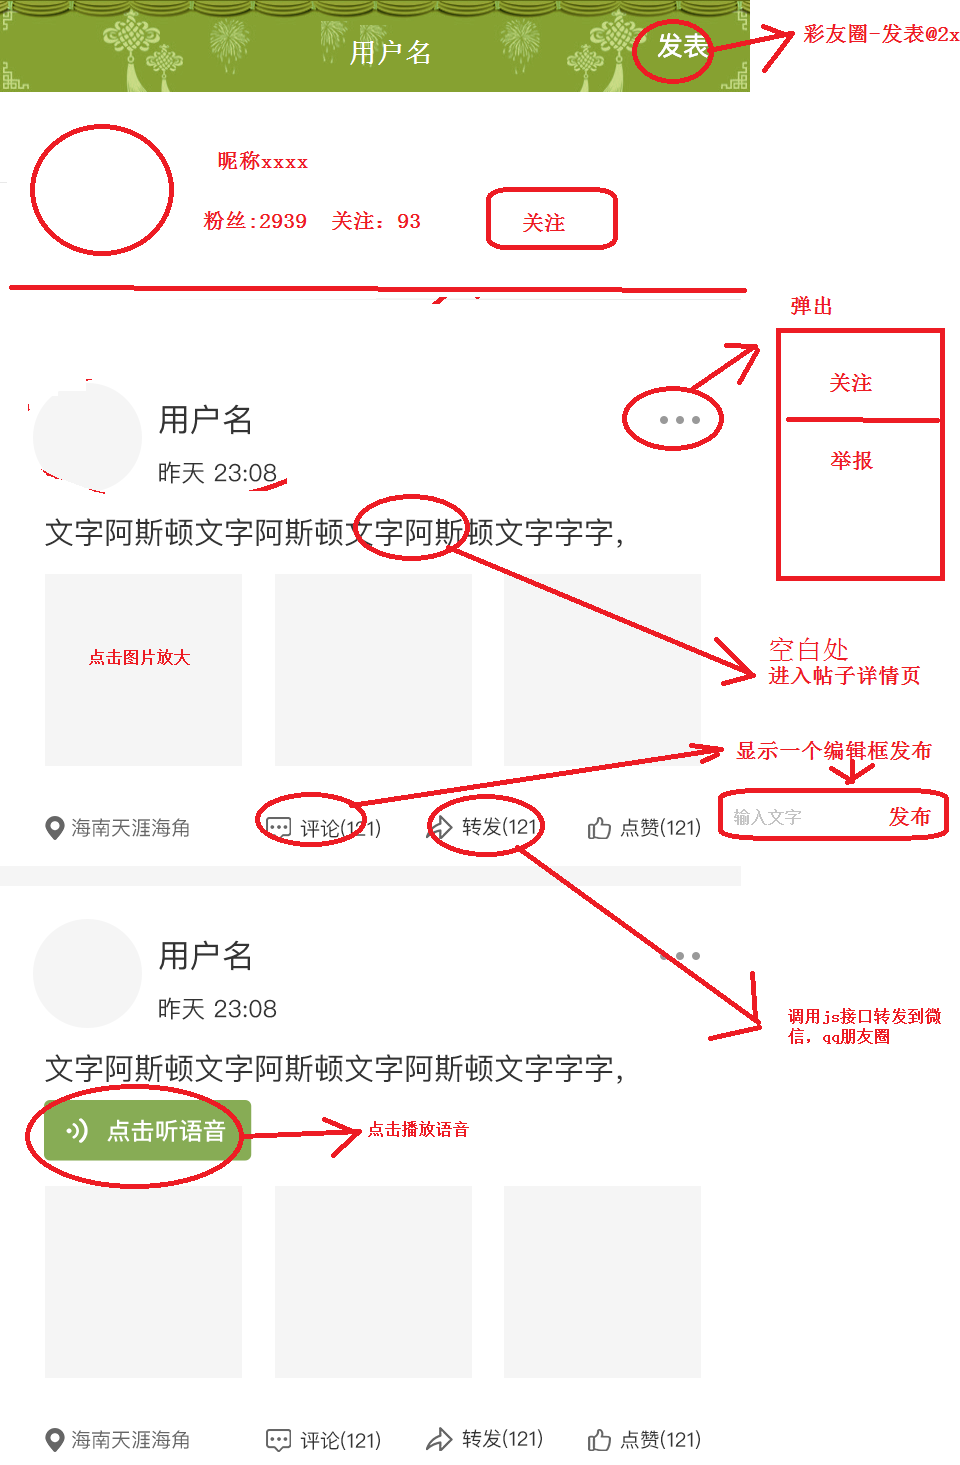 用户名
发表
彩友圈-发表@2x
昵称xxxx
粉丝:2939 关注：93
关注
弹出
关注
举报
用户名
昨天 23:08
文字阿斯顿文字阿斯顿文字阿斯顿文字字字，
点击图片放大
空白处
进入帖子详情页
显示一个编辑框发布
输入文字 发布
海南天涯海角 评论(121) 转发(121) 点赞(121)
用户名
昨天 23:08
调用js接口转发到微
信，qq朋友圈
文字阿斯顿文字阿斯顿文字阿斯顿文字字字，
点击听语音
点击播放语音
海南天涯海角 评论(121) 转发(121) 点赞(121)